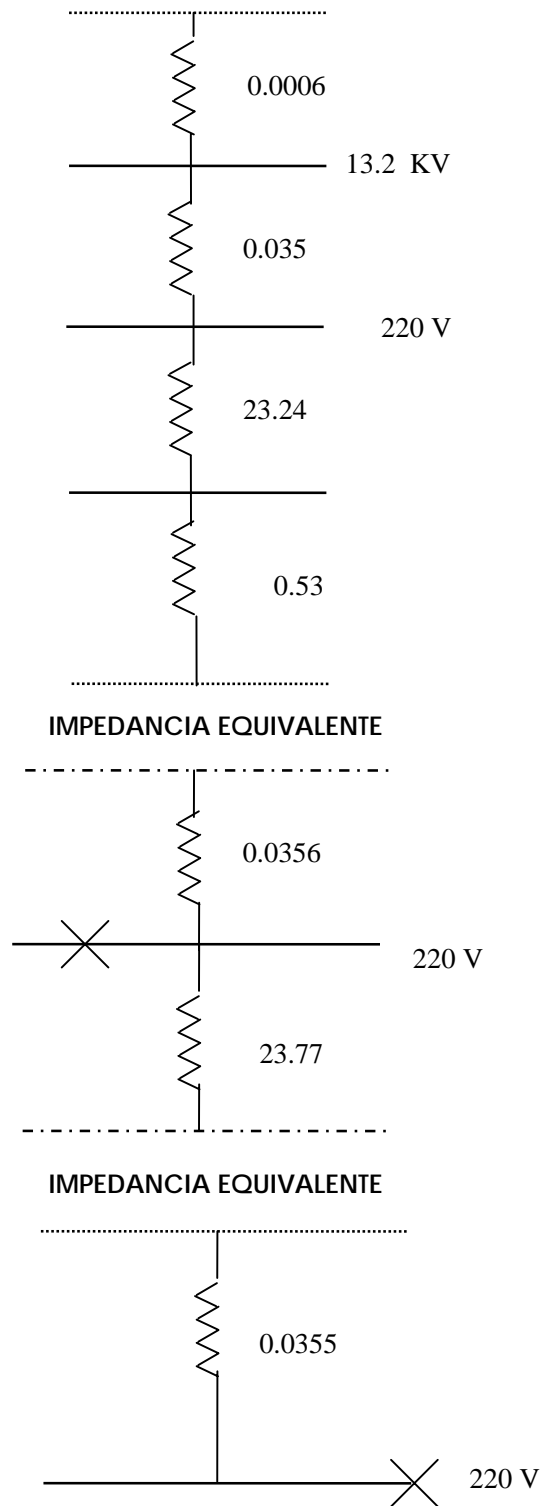 0.0006
13.2 KV
0.035
220 V
23.24
0.53
IMPEDANCIA EQUIVALENTE
0.0356
220 V
23.77
IMPEDANCIA EQUIVALENTE
0.0355
220 V